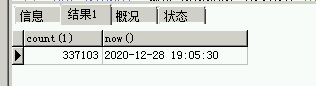 信息 结果1 概况 状态
count(1) now()
337103 2020-12-28 19:05:30